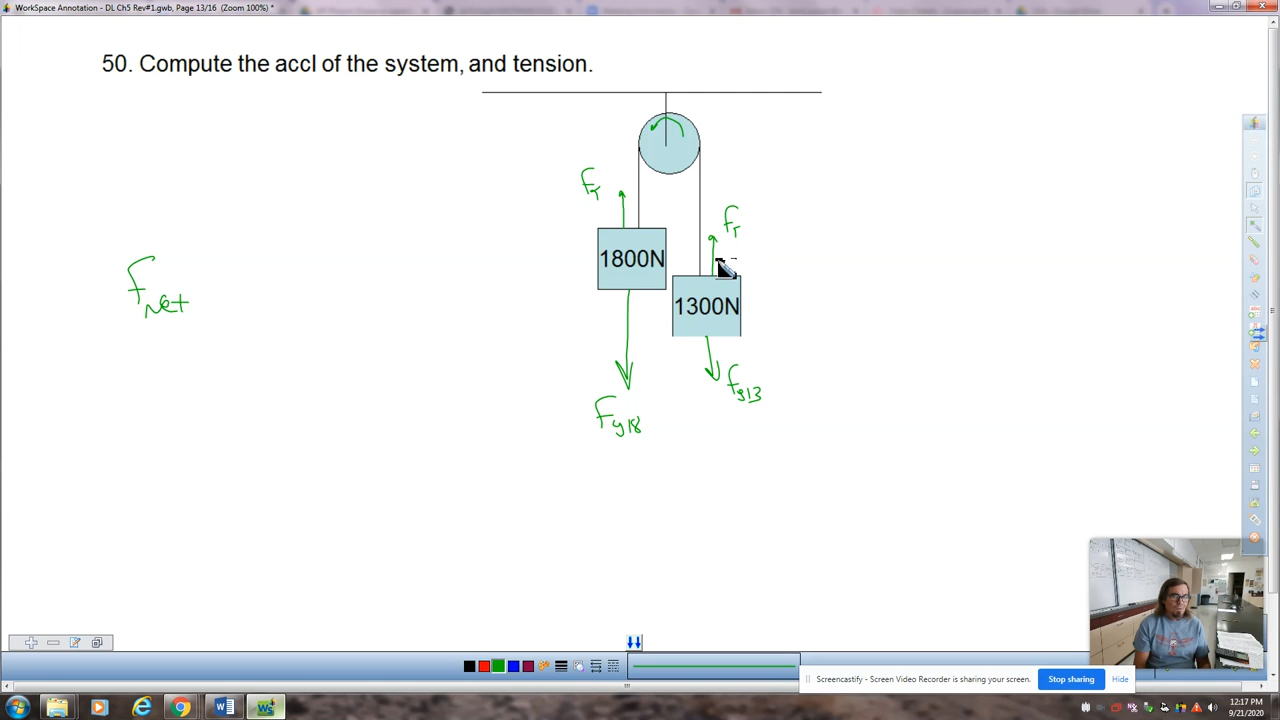 WorkSpace Annotation - DL Ch5 Rev#1.gwb, Page 13/16 (Zoom 100%) *
50. Compute the accl of the system, and tension.
FT
FT
1800N
1300N
Fnet
Fg13
Fg18
Screencastify - Screen Video Recorder is sharing your screen.
Stop sharing
Hide
12:17 PM
9/21/2020